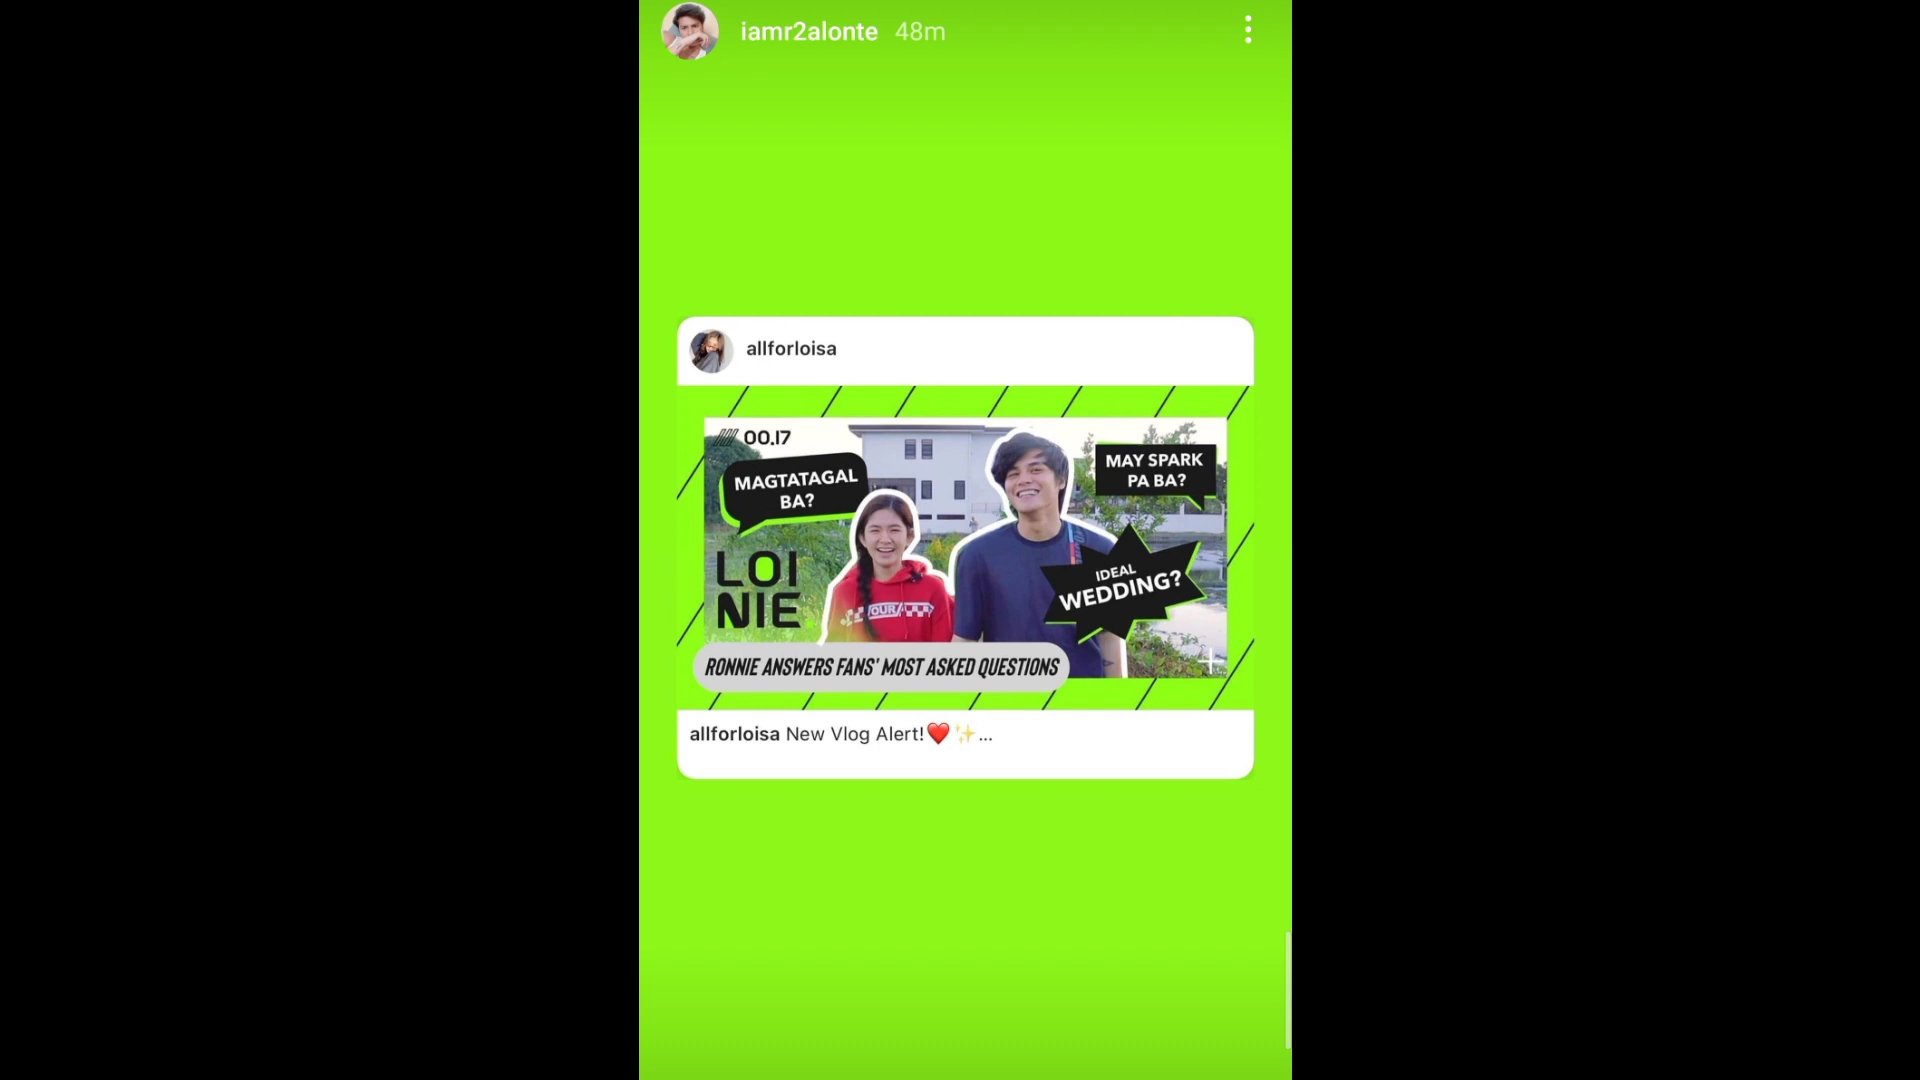 iamr2alonte 48m
allforloisa
00.17
MAGTATAGAL
BA?
MAY SPARK
PA BA?
LOI
NIE
IDEAL
WEDDING?
RONNIE ANSWERS FANS' MOST ASKED QUESTIONS
allforloisa New Vlog Alert!❤️✨...